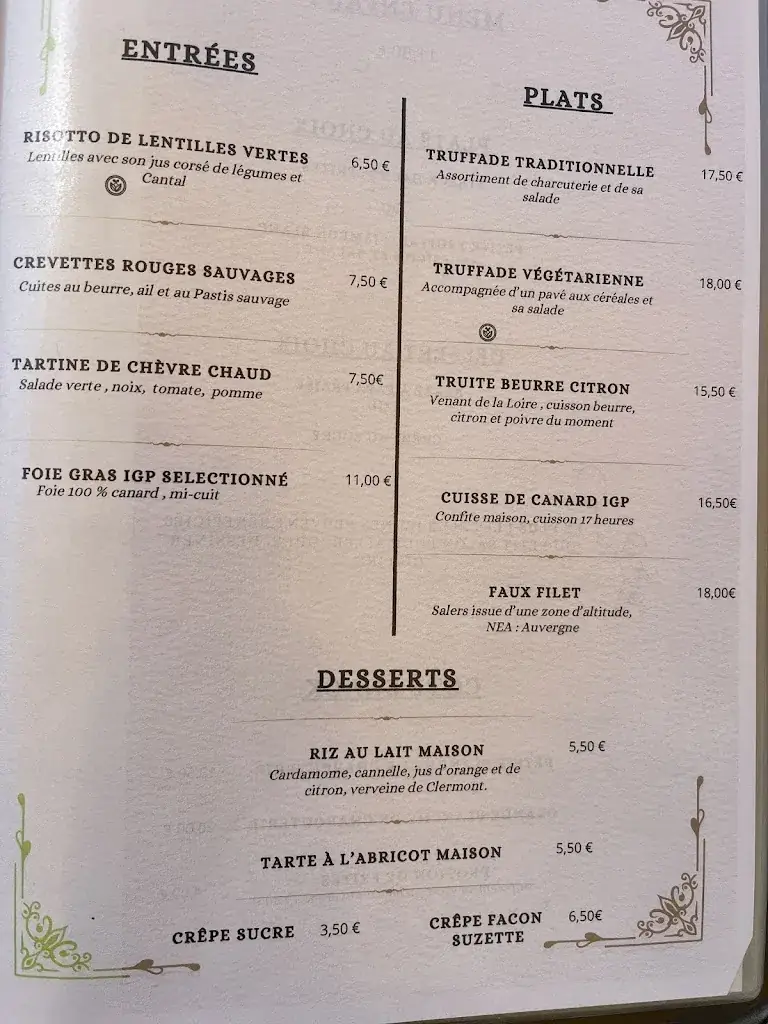 ENTRÉES
RISOTTO DE LENTILLES VERTES 6,50 €
Lentilles avec son jus corsé de légumes et
Cantal
CREVETTES ROUGES SAUVAGES 7,50 €
Cuites au beurre, ail et au Pastis sauvage
TARTINE DE CHÈVRE CHAUD 7,50€
Salade verte , noix, tomate, pomme
FOIE GRAS IGP SELECTIONNÉ 11,00 €
Foie 100 % canard , mi-cuit
PLATS
TRUFFADE TRADITIONNELLE 17,50 €
Assortiment de charcuterie et de sa
salade
TRUFFADE VÉGÉTARIENNE 18,00 €
Accompagnée d'un pavé aux céréales et
sa salade
TRUITE BEURRE CITRON 15,50 €
Venant de la Loire , cuisson beurre,
citron et poivre du moment
CUISSE DE CANARD IGP 16,50€
Confite maison, cuisson 17 heures
FAUX FILET 18,00€
Salers issue d'une zone d'altitude,
NEA : Auvergne
DESSERTS
RIZ AU LAIT MAISON 5,50 €
Cardamome, cannelle, jus d'orange et de
citron, verveine de Clermont.
TARTE À L'ABRICOT MAISON 5,50 €
CRÊPE SUCRE 3,50 €
CRÊPE FACON 6,50€
SUZETTE